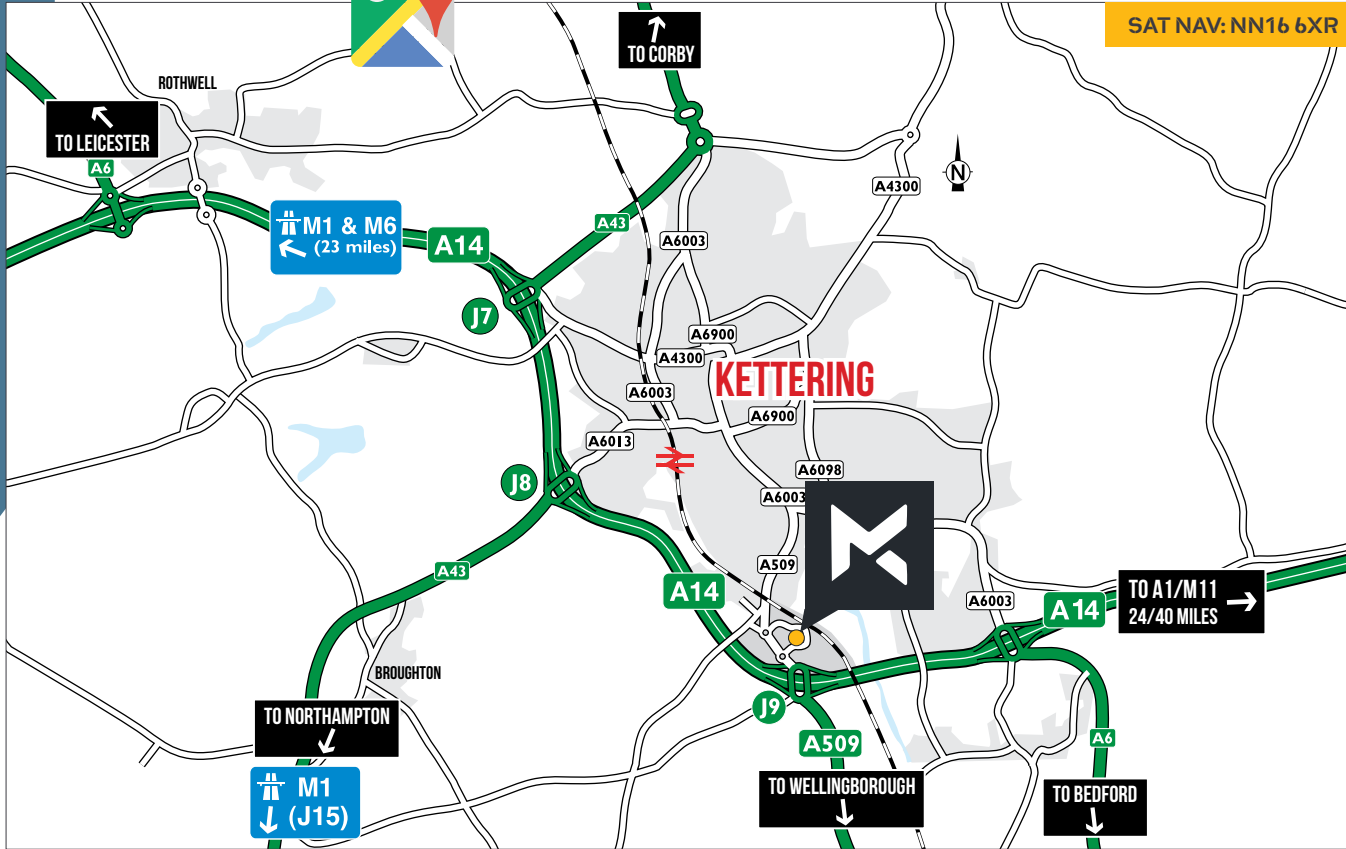 SAT NAV: NN16 6XR
TO CORBY
ROTHWELL
TO LEICESTER
A6
N
A4300
M1 & M6
(23 miles)
A14
A43
A6003
J7
A6900
A4300
KETTERING
A6003
A6900
A6013
A6098
J8
A6003
A43
A509
A14
A6003
A14
TO A1/M11
24/40 MILES
BROUGHTON
J9
TO NORTHAMPTON
A509
A6
M1
(J15)
TO WELLINGBOROUGH
TO BEDFORD